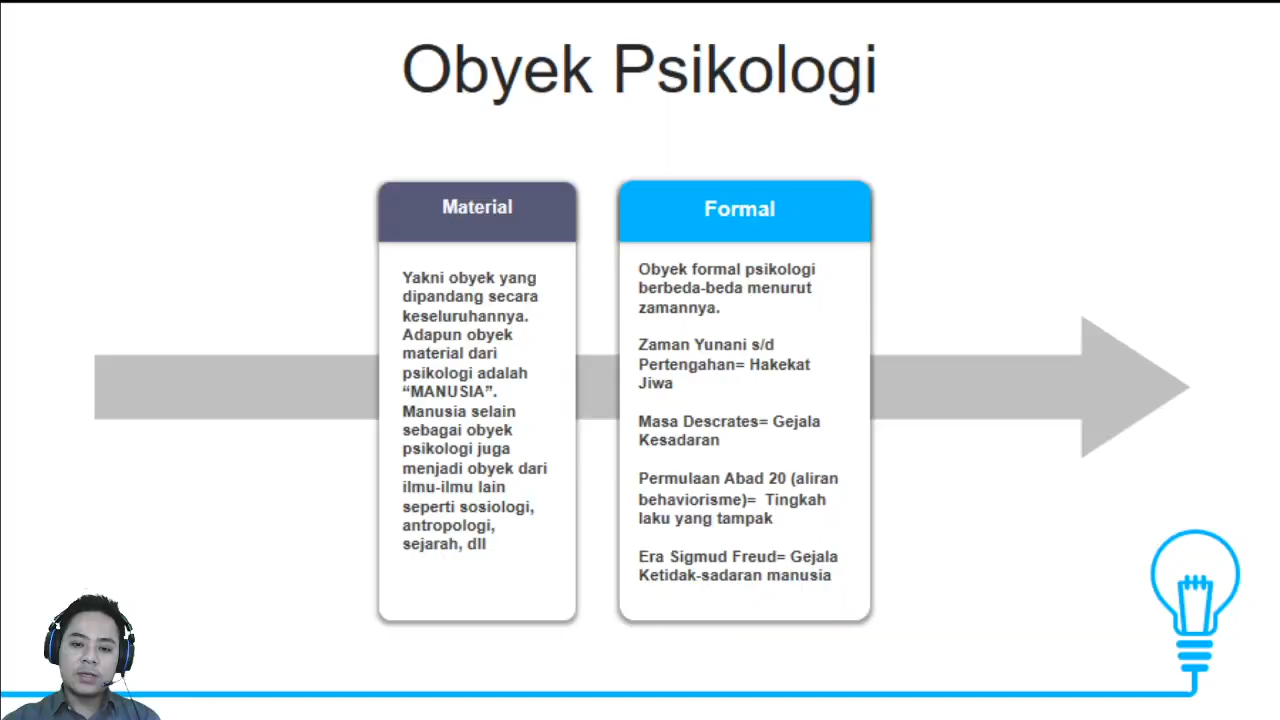 Obyek Psikologi
Material
Yakni obyek yang
dipandang secara
keseluruhannya.
Adapun obyek
material dari
psikologi adalah
“MANUSIA”.
Manusia selain
sebagai obyek
psikologi juga
menjadi obyek dari
ilmu-ilmu lain
seperti sosiologi,
antropologi,
sejarah, dll
Formal
Obyek formal psikologi
berbeda-beda menurut
zamannya.
Zaman Yunani s/d
Pertengahan= Hakekat
Jiwa
Masa Descrates= Gejala
Kesadaran
Permulaan Abad 20 (aliran
behaviorisme)= Tingkah
laku yang tampak
Era Sigmud Freud= Gejala
Ketidak-sadaran manusia